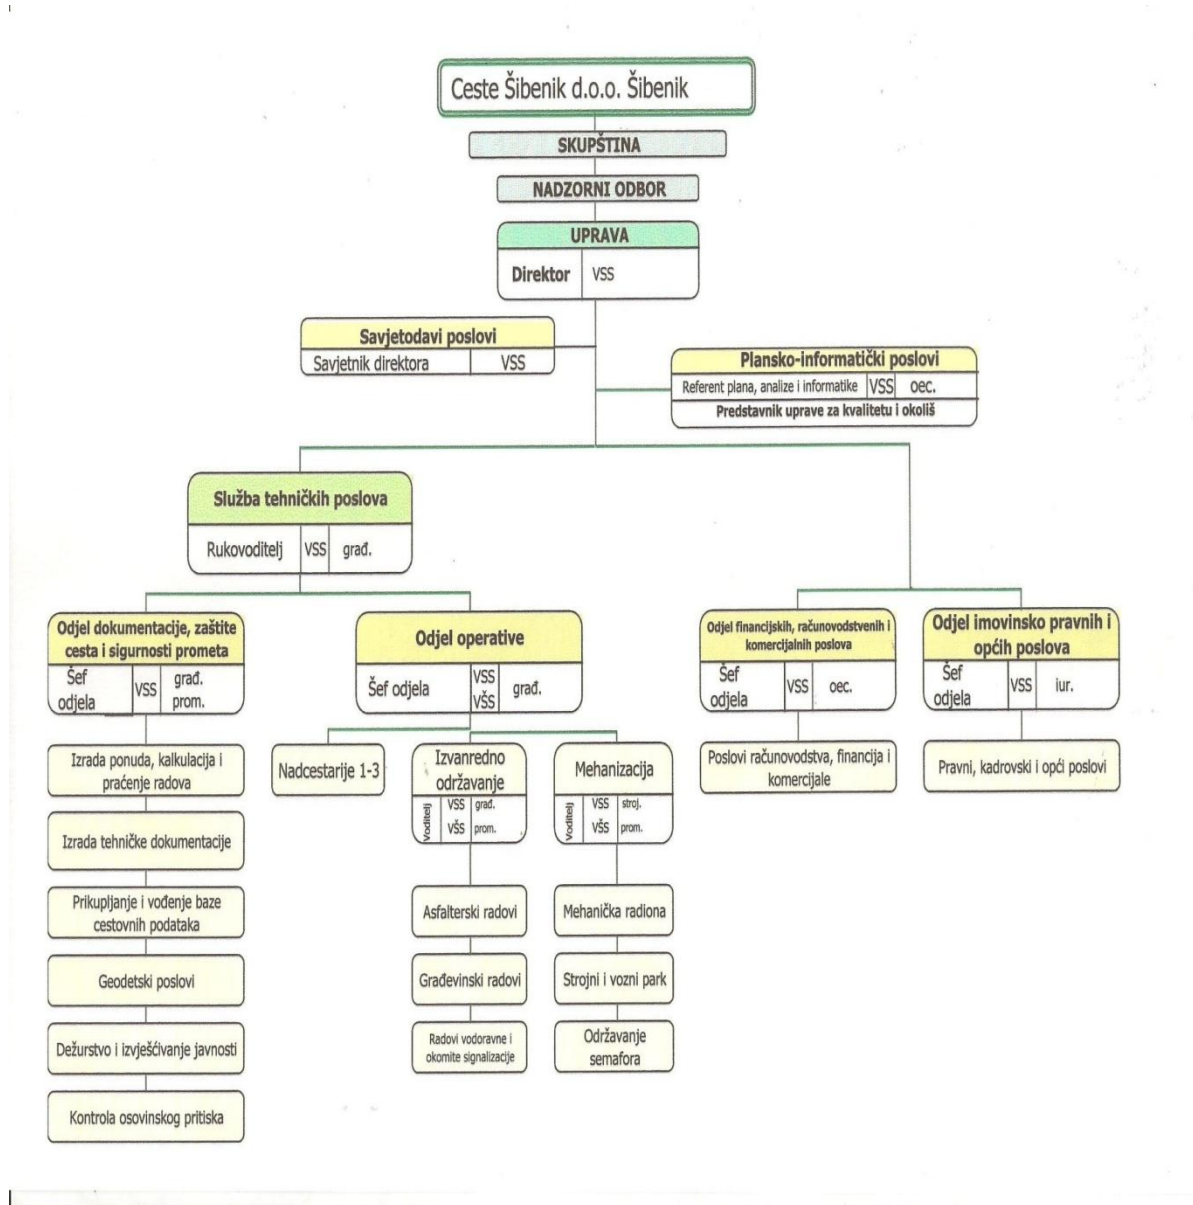 Ceste Šibenik d.o.o. Šibenik
SKUPŠTINA
NADZORNI ODBOR
UPRAVA
Direktor VSS
Savjetodavi poslovi
Savjetnik direktora VSS
Plansko-informatički poslovi
Referent plana, analize i informatike VSS oec.
Predstavnik uprave za kvalitetu i okoliš
Služba tehničkih poslova
Rukovoditelj VSS građ.
Odjel dokumentacije, zaštite
cesta i sigurnosti prometa
Šef
odjela
VSS
građ.
prom.
Odjel operative
Šef odjela
VSS
VŠS
građ.
Odjel financijskih, računovodstvenih i
komercijalnih poslova
Šef
odjela
VSS
oec.
Odjel imovinsko pravnih i
općih poslova
Šef
odjela
VSS
iur.
Izrada ponuda, kalkulacija i
praćenje radova
Izrada tehničke dokumentacije
Prikupljanje i vođenje baze
cestovnih podataka
Geodetski poslovi
Dežurstvo i izvješćivanje javnosti
Kontrola osovinskog pritiska
Nadcestarije 1-3
Izvanredno
održavanje
Voditelj
VSS građ.
VŠS prom.
Asfalterski radovi
Građevinski radovi
Radovi vodoravne i
okomite signalizacije
Mehanizacija
Voditelj
VSS stroj.
VŠS prom.
Mehanička radiona
Strojni i vozni park
Održavanje
semafora
Poslovi računovodstva, financija i
komercijale
Pravni, kadrovski i opći poslovi